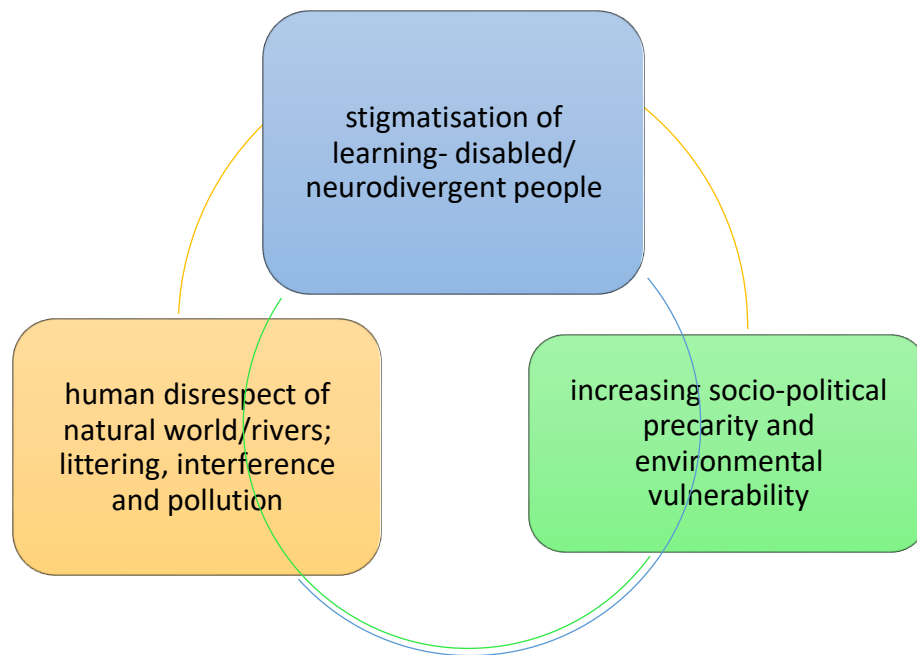 stigmatisation of
learning- disabled/
neurodivergent people
human disrespect of
natural world/rivers;
littering, interference
and pollution
increasing socio-political
precarity and
environmental
vulnerability